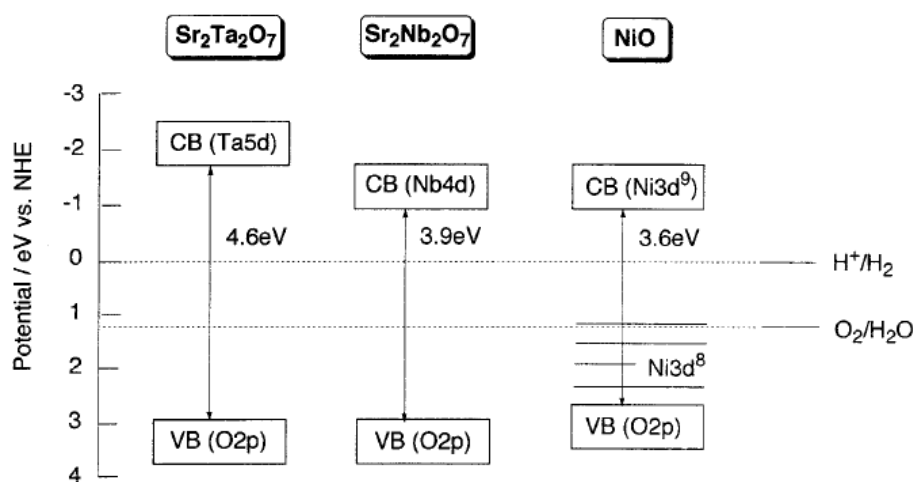 Sr₂Ta₂O₇ Sr₂Nb₂O₇ NiO
Potential / eV vs. NHE
-3
-2
-1
0
1
2
3
4
CB (Ta5d)
CB (Nb4d)
CB (Ni3d⁹)
4.6eV
3.9eV
3.6eV
H⁺/H₂
O₂/H₂O
Ni3d⁸
VB (O2p)
VB (O2p)
VB (O2p)